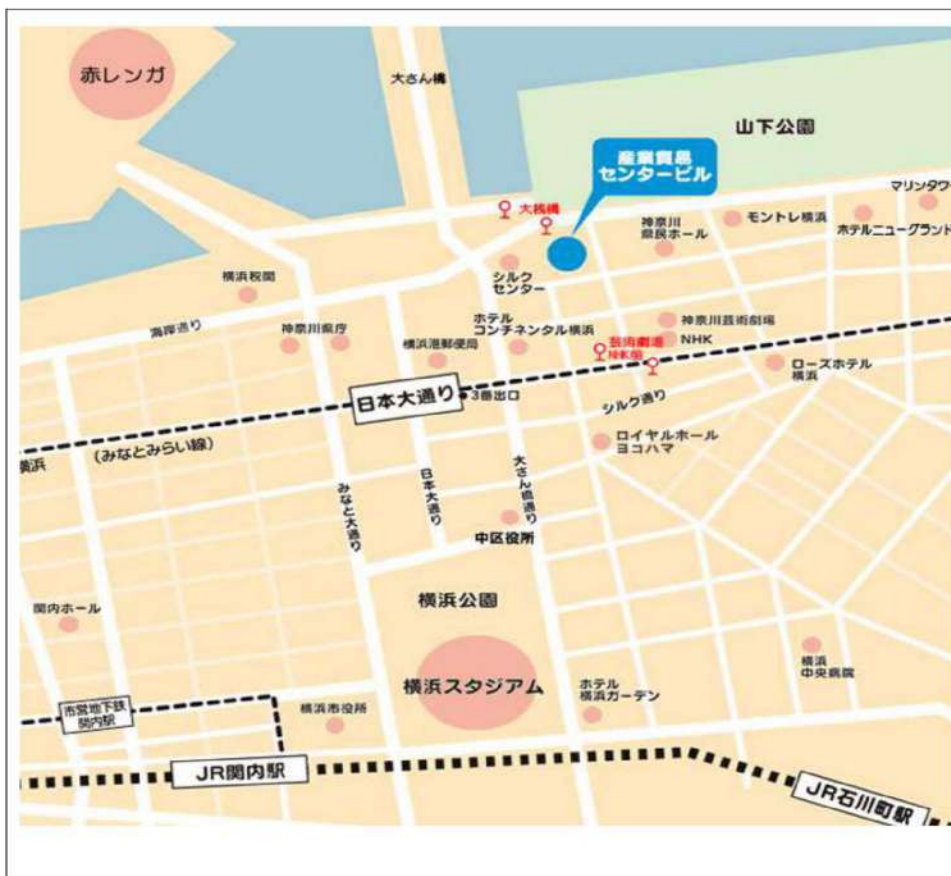 赤レンガ
大さん橋
山下公園
産業貿易
センタービル
マリンタワ
大桟橋
神奈川
県民ホール
モントレ横浜
ホテルニューグランド
シルク
センター
横浜税関
海岸通り
神奈川県庁
横浜港郵便局
ホテル
コンチネンタル横浜
神奈川芸術劇場
NHK
芸術劇場
NHK前
ローズホテル
横浜
日本大通り
3番出口
シルク通り
(みなとみらい線)
横浜
ロイヤルホール
ヨコハマ
みなと大通り
日本大通り
大さん橋通り
中区役所
横浜公園
関内ホール
横浜スタジアム
横浜
中央病院
ホテル
横浜ガーデン
市営地下鉄
関内駅
横浜市役所
JR関内駅
JR石川町駅